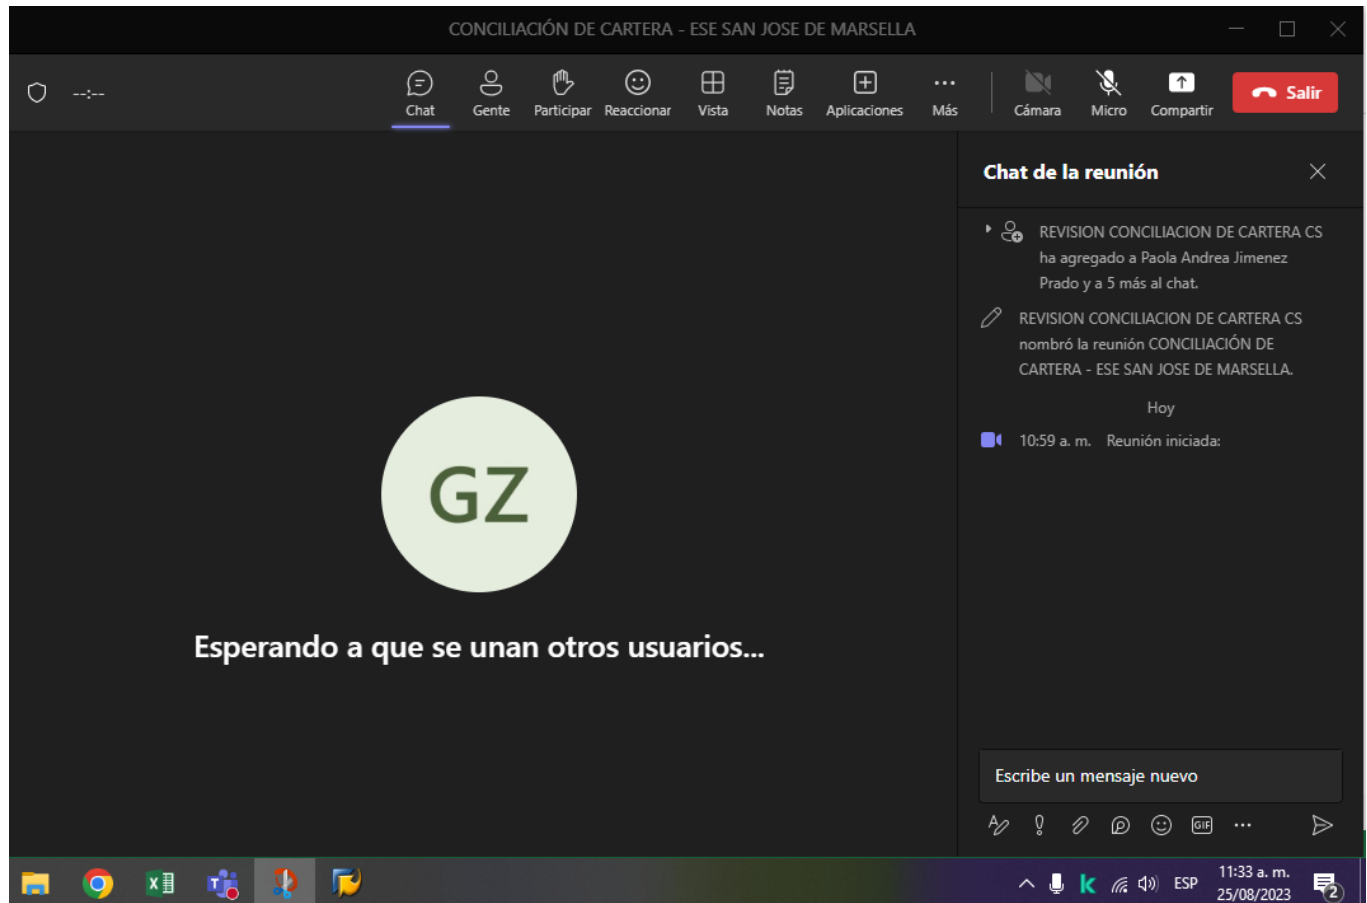 CONCILIACIÓN DE CARTERA - ESE SAN JOSE DE MARSELLA
--:--
Chat
Gente
Participar
Reaccionar
Vista
Notas
Aplicaciones
Más
Cámara
Micro
Compartir
Salir
Chat de la reunión
REVISION CONCILIACION DE CARTERA CS
ha agregado a Paola Andrea Jimenez
Prado y a 5 más al chat.
REVISION CONCILIACION DE CARTERA CS
nombró la reunión CONCILIACIÓN DE
CARTERA - ESE SAN JOSE DE MARSELLA.
Hoy
10:59 a. m. Reunión iniciada:
GZ
Esperando a que se unan otros usuarios...
Escribe un mensaje nuevo
GIF
ESP
11:33 a. m.
25/08/2023
2